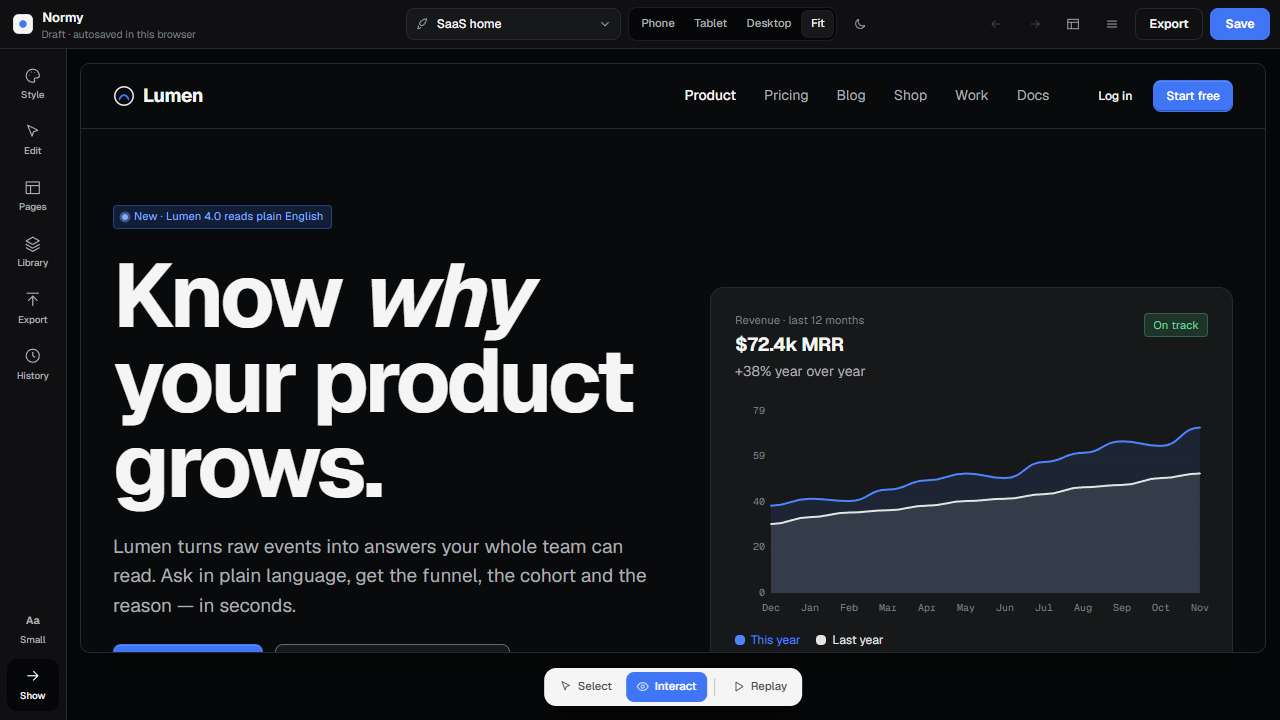 Normy
Draft · autosaved in this browser
SaaS home
Phone Tablet Desktop Fit
Export
Save
Style
Edit
Pages
Library
Export
History
Aa
Small
Show
Lumen
Product Pricing Blog Shop Work Docs
Log in
Start free
New · Lumen 4.0 reads plain English
Know why
your product
grows.
Lumen turns raw events into answers your whole team can
read. Ask in plain language, get the funnel, the cohort and the
reason — in seconds.
Revenue · last 12 months
On track
$72.4k MRR
+38% year over year
79
59
40
20
0
Dec Jan Feb Mar Apr May Jun Jul Aug Sep Oct Nov
This year Last year
Select Interact Replay